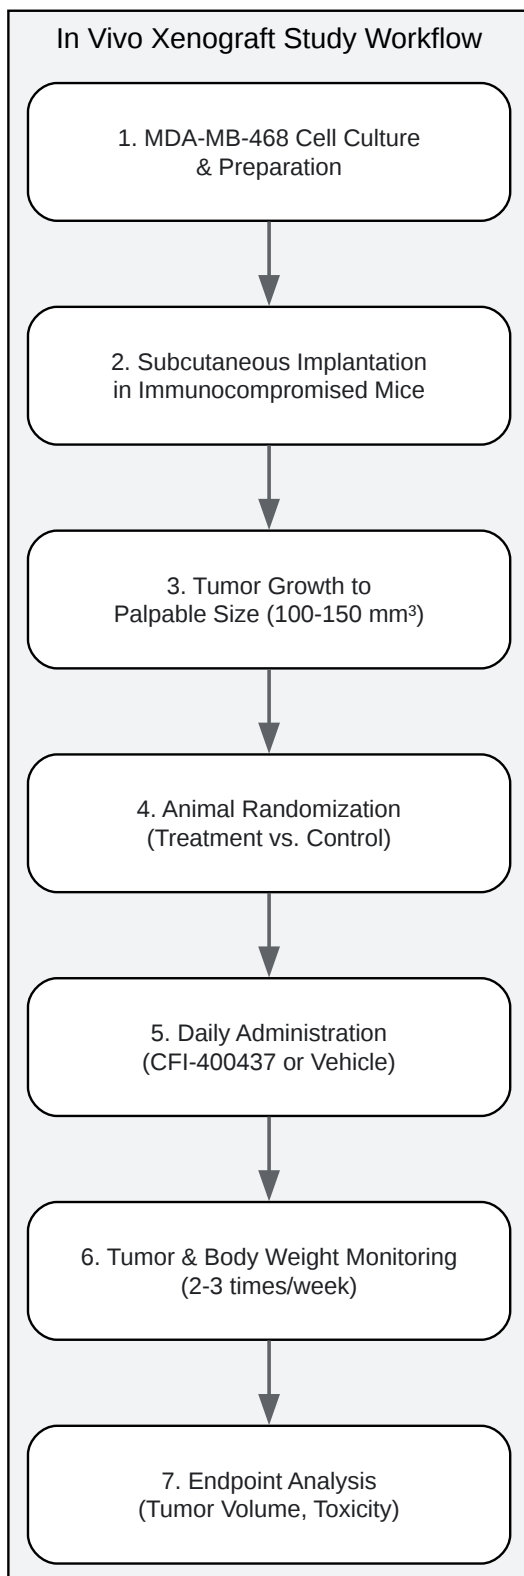 In Vivo Xenograft Study Workflow
1. MDA-MB-468 Cell Culture
& Preparation
2. Subcutaneous Implantation
in Immunocompromised Mice
3. Tumor Growth to
Palpable Size (100-150 mm³)
4. Animal Randomization
(Treatment vs. Control)
5. Daily Administration
(CFI-400437 or Vehicle)
6. Tumor & Body Weight Monitoring
(2-3 times/week)
7. Endpoint Analysis
(Tumor Volume, Toxicity)